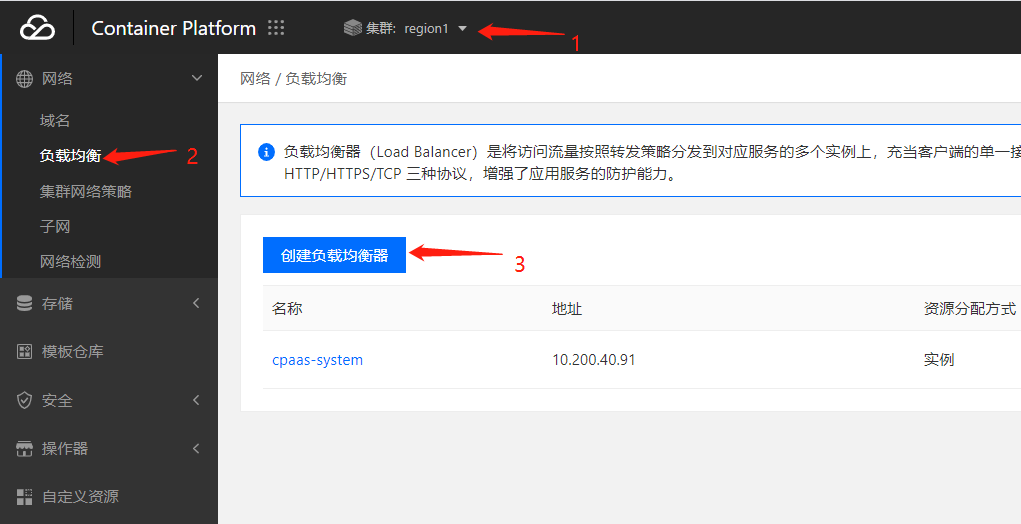 Container Platform
集群: region1
1
网络
网络 / 负载均衡
域名
负载均衡
2
集群网络策略
子网
网络检测
存储
模板仓库
安全
操作器
自定义资源
负载均衡器（Load Balancer）是将访问流量按照转发策略分发到对应服务的多个实例上，充当客户端的单一接
HTTP/HTTPS/TCP 三种协议，增强了应用服务的防护能力。
创建负载均衡器
3
名称 地址 资源分配方式
cpaas-system 10.200.40.91 实例